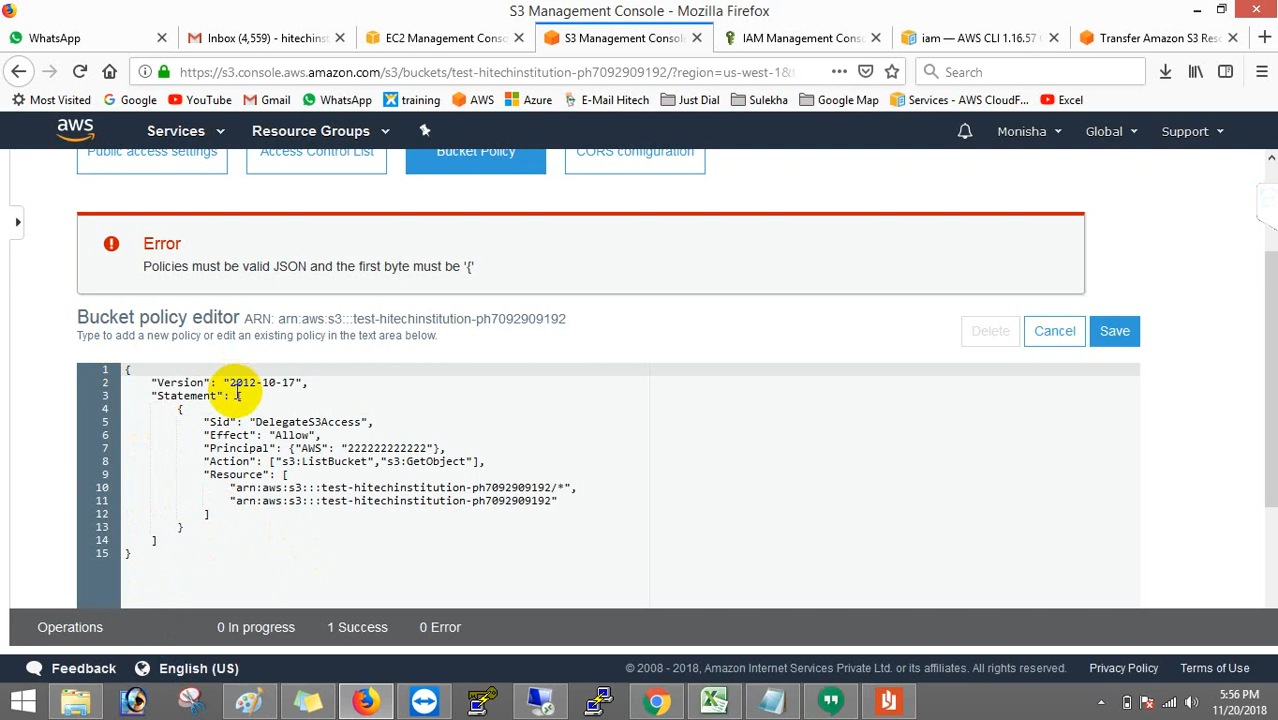 S3 Management Console - Mozilla Firefox
WhatsApp
Inbox (4,559) - hitechinst
EC2 Management Cons
S3 Management Console
IAM Management Conso
iam — AWS CLI 1.16.57 C
Transfer Amazon S3 Res
https://s3.console.aws.amazon.com/s3/buckets/test-hitechinstitution-ph7092909192/?region=us-west-1&t
Search
Most Visited
Google
YouTube
Gmail
WhatsApp
training
AWS
Azure
E-Mail Hitech
Just Dial
Sulekha
Google Map
Services - AWS CloudF...
Excel
aws
Services
Resource Groups
Monisha
Global
Support
Public access settings
Access Control List
Bucket Policy
CORS configuration
Error
Policies must be valid JSON and the first byte must be '{'
Bucket policy editor ARN: arn:aws:s3:::test-hitechinstitution-ph7092909192
Type to add a new policy or edit an existing policy in the text area below.
Delete
Cancel
Save
1 {
2 "Version": "2012-10-17",
3 "Statement": [
4 {
5 "Sid": "DelegateS3Access",
6 "Effect": "Allow",
7 "Principal": {"AWS": "222222222222"},
8 "Action": ["s3:ListBucket","s3:GetObject"],
9 "Resource": [
10 "arn:aws:s3:::test-hitechinstitution-ph7092909192/*",
11 "arn:aws:s3:::test-hitechinstitution-ph7092909192"
12 ]
13 }
14 ]
15 }
Operations
0 In progress
1 Success
0 Error
Feedback
English (US)
© 2008 - 2018, Amazon Internet Services Private Ltd. or its affiliates. All rights reserved.
Privacy Policy
Terms of Use
5:56 PM
11/20/2018